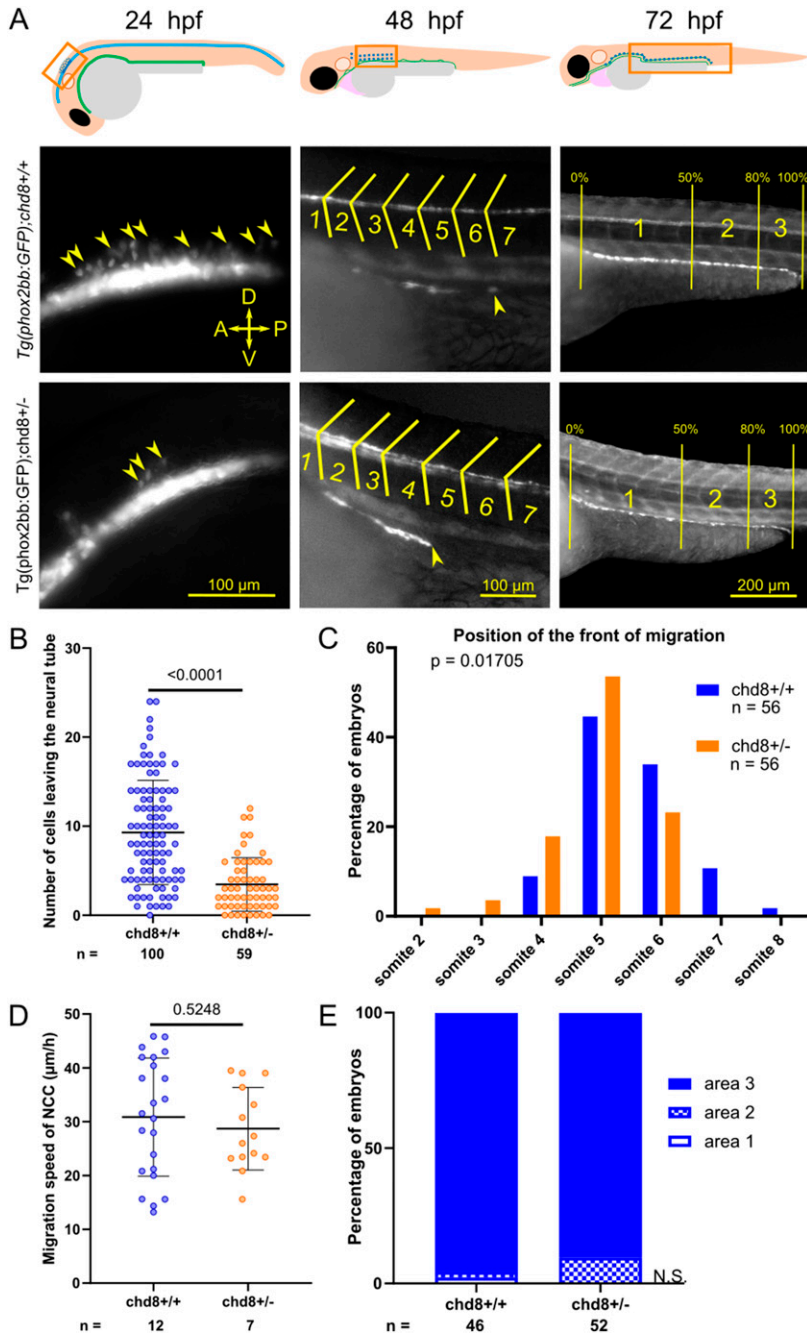 A
24 hpf
48 hpf
72 hpf
Tg(phox2bb:GFP);chd8+/+
D
A
P
V
1 2 3 4 5 6 7
0% 50% 80% 100%
1 2 3
Tg(phox2bb:GFP);chd8+/-
100 µm
1 2 3 4 5 6 7
100 µm
0% 50% 80% 100%
1 2 3
200 µm
B
Number of cells leaving the neural tube
<0.0001
30
20
10
0
chd8+/+ chd8+/-
n = 100 59
C
Position of the front of migration
p = 0.01705
Percentage of embryos
60
40
20
0
chd8+/+
n = 56
chd8+/-
n = 56
somite 2
somite 3
somite 4
somite 5
somite 6
somite 7
somite 8
D
Migration speed of NCC (µm/h)
0.5248
50
40
30
20
10
0
chd8+/+ chd8+/-
n = 12 7
E
Percentage of embryos
100
50
0
area 3
area 2
area 1
N.S.
chd8+/+ chd8+/-
n = 46 52